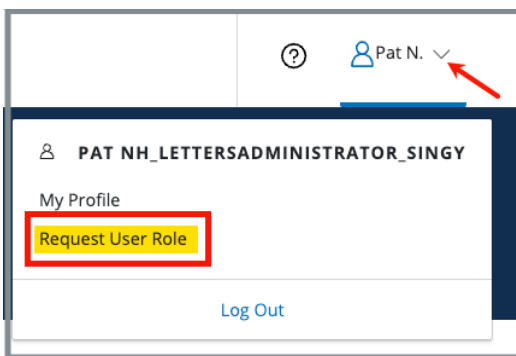 Pat N.
PAT NH_LETTERSADMINISTRATOR_SINGY
My Profile
Request User Role
Log Out